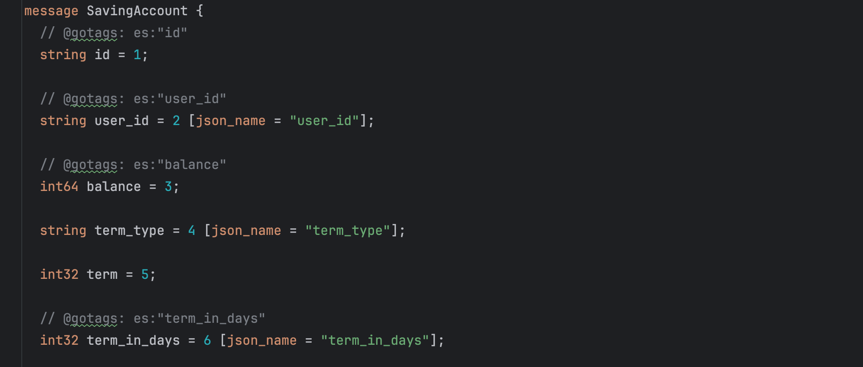 message SavingAccount {
// @gotags: es:"id"
string id = 1;
// @gotags: es:"user_id"
string user_id = 2 [json_name = "user_id"];
// @gotags: es:"balance"
int64 balance = 3;
string term_type = 4 [json_name = "term_type"];
int32 term = 5;
// @gotags: es:"term_in_days"
int32 term_in_days = 6 [json_name = "term_in_days"];